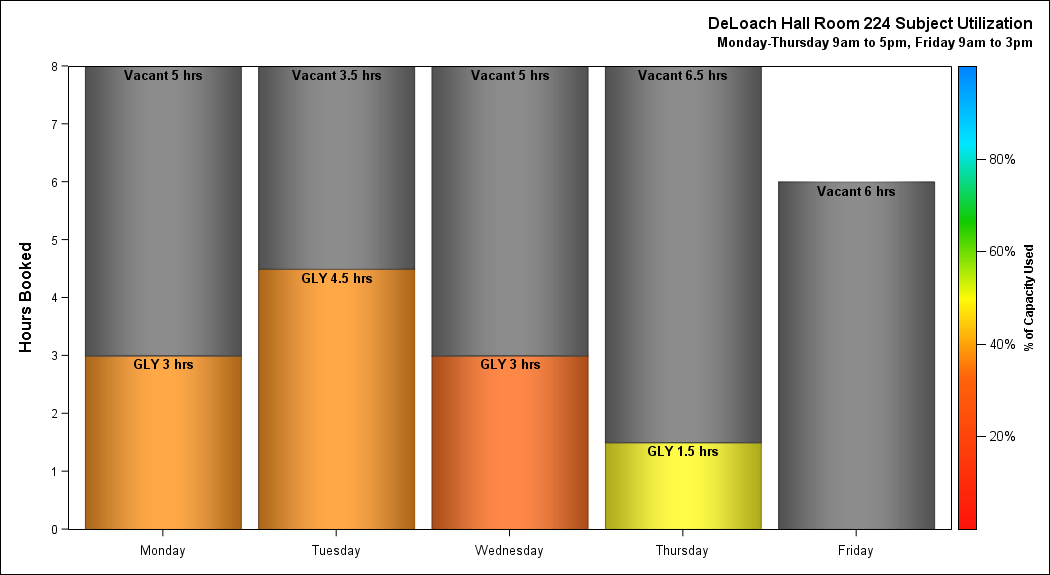 DeLoach Hall Room 224 Subject Utilization
Monday-Thursday 9am to 5pm, Friday 9am to 3pm
Hours Booked
8
7
6
5
4
3
2
1
0
Vacant 5 hrs
Vacant 3.5 hrs
Vacant 5 hrs
Vacant 6.5 hrs
Vacant 6 hrs
GLY 3 hrs
GLY 4.5 hrs
GLY 3 hrs
GLY 1.5 hrs
Monday
Tuesday
Wednesday
Thursday
Friday
80%
60%
40%
20%
% of Capacity Used